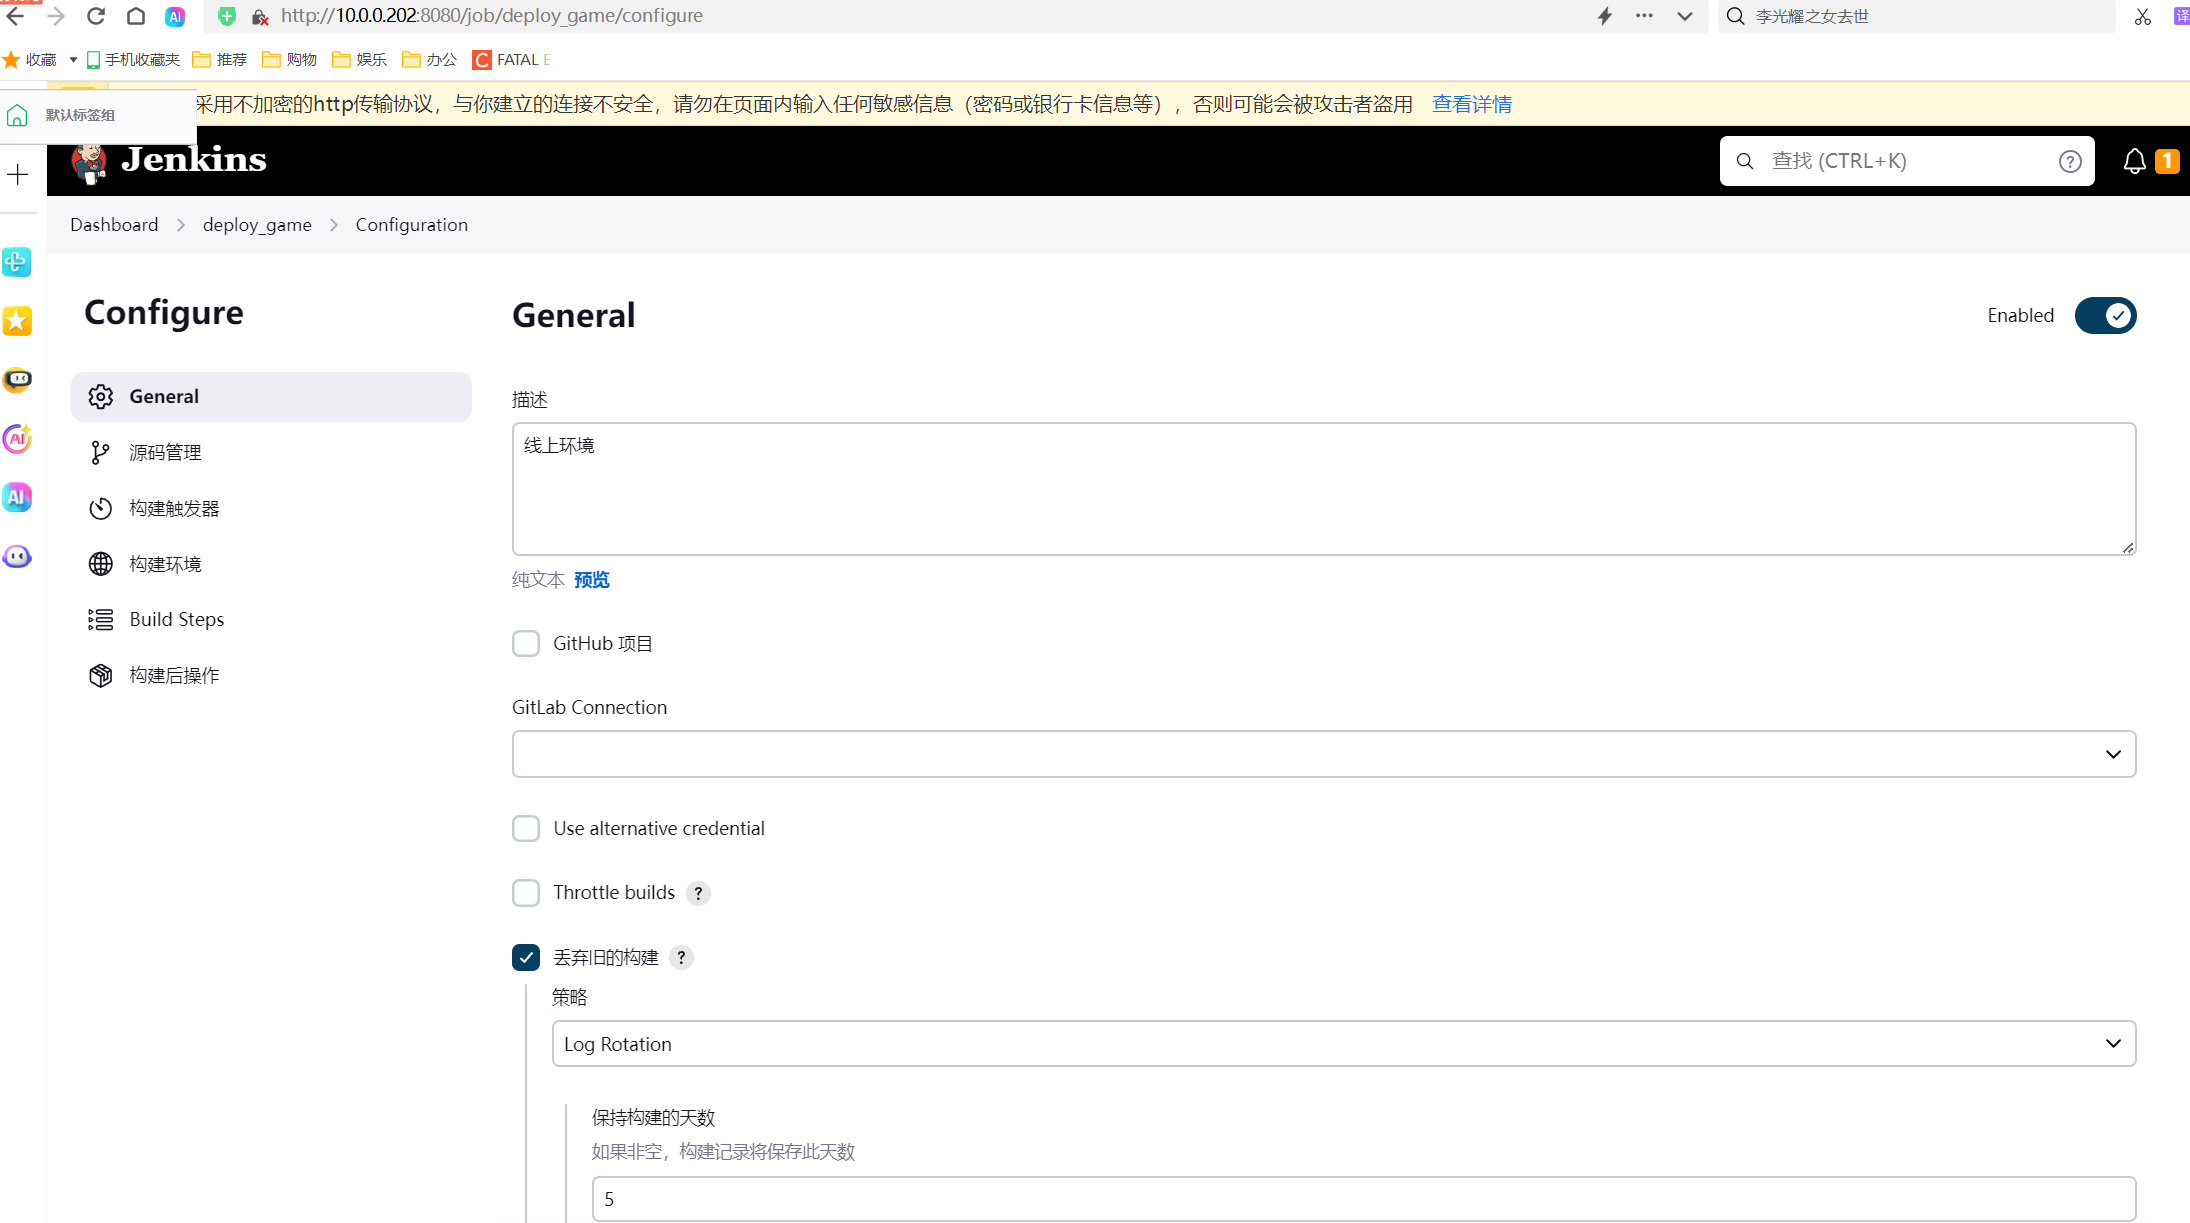 http://10.0.0.202:8080/job/deploy_game/configure
李光耀之女去世
译
收藏
手机收藏夹
推荐
购物
娱乐
办公
FATAL E
采用不加密的http传输协议，与你建立的连接不安全，请勿在页面内输入任何敏感信息（密码或银行卡信息等），否则可能会被攻击者盗用 查看详情
默认标签组
Jenkins
查找 (CTRL+K)
1
Dashboard > deploy_game > Configuration
Configure
General
源码管理
构建触发器
构建环境
Build Steps
构建后操作
General
Enabled
描述
线上环境
纯文本 预览
GitHub 项目
GitLab Connection
Use alternative credential
Throttle builds ?
丢弃旧的构建 ?
策略
Log Rotation
保持构建的天数
如果非空，构建记录将保存此天数
5